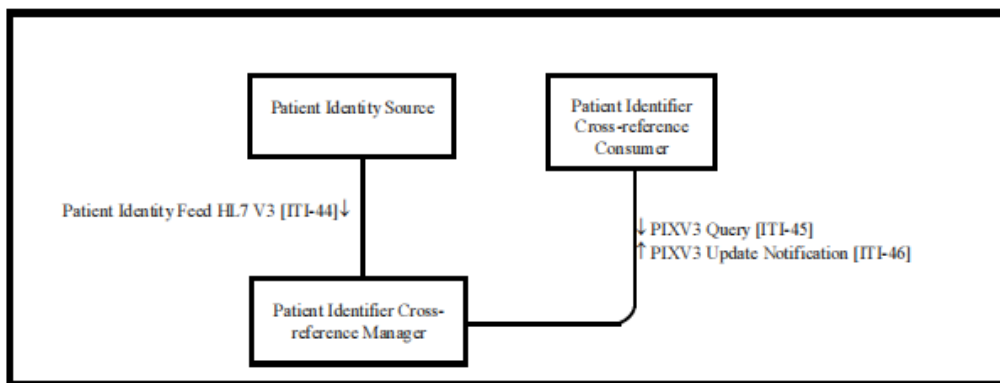 Patient Identity Source
Patient Identifier
Cross-reference
Consumer
Patient Identity Feed HL7 V3 [ITI-44]↓
↓ PIXV3 Query [ITI-45]
↑ PIXV3 Update Notification [ITI-46]
Patient Identifier Cross-
reference Manager